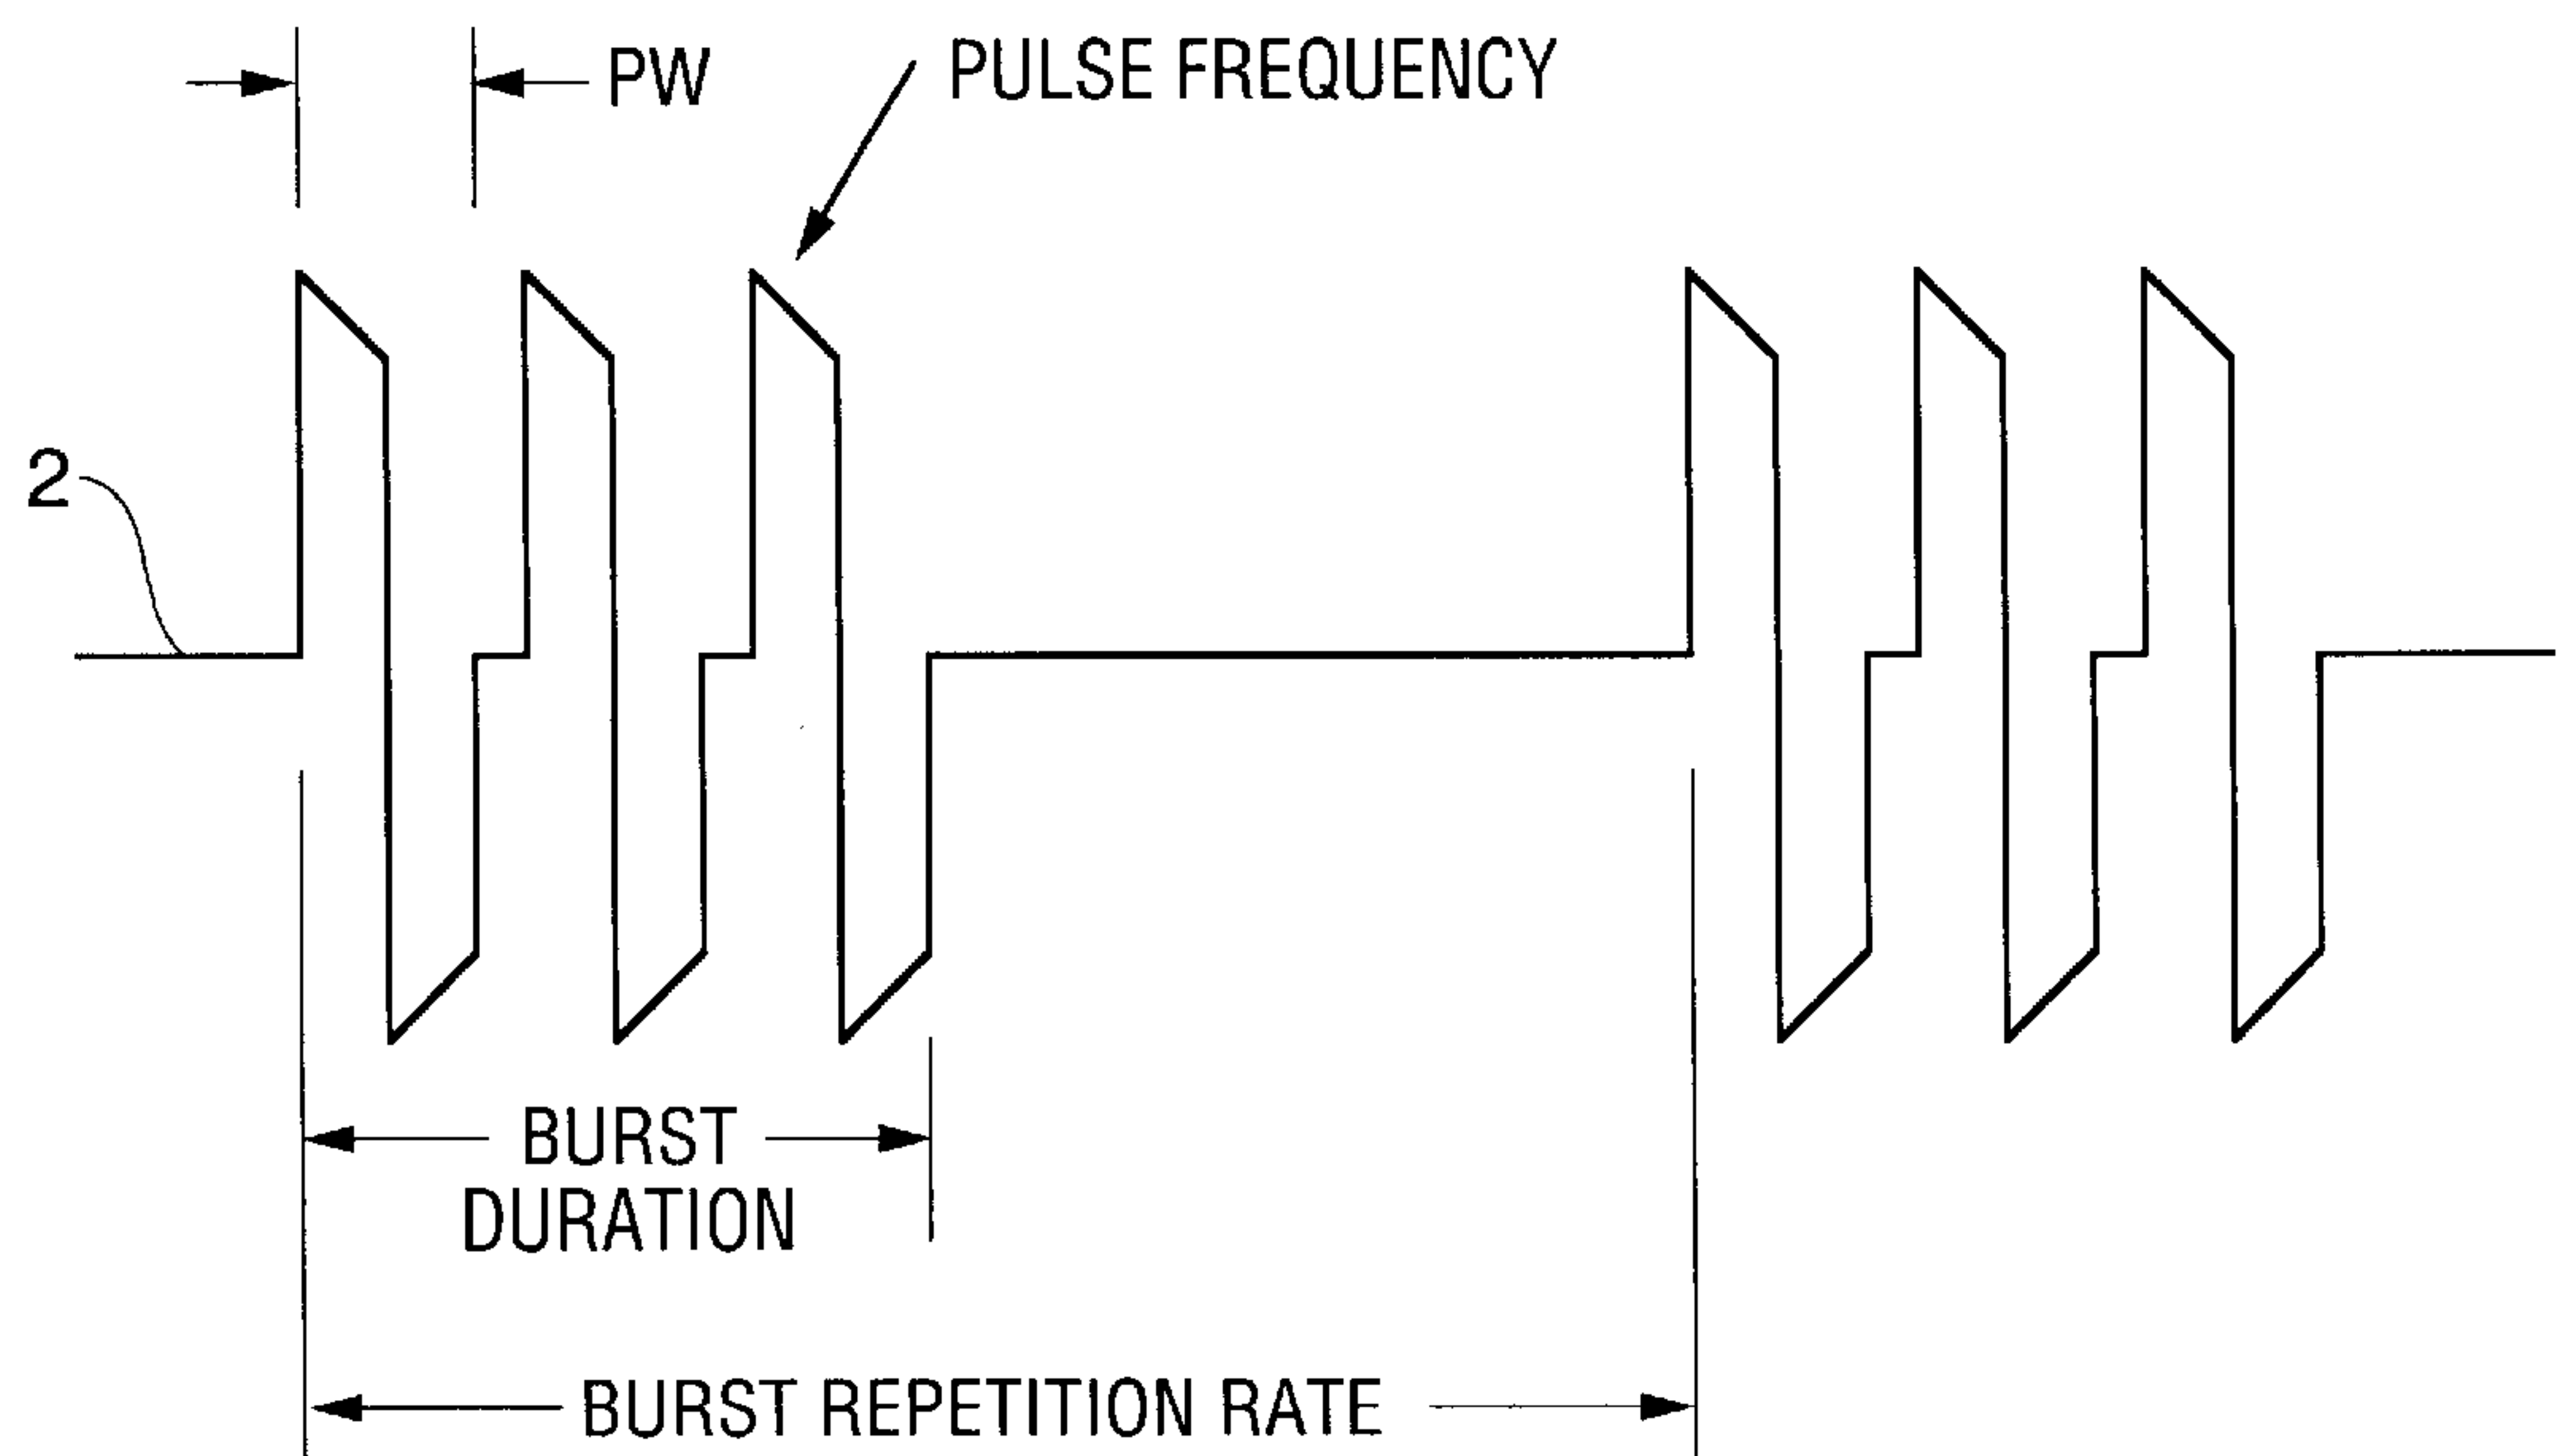 PW
PULSE FREQUENCY
2
BURST
DURATION
BURST REPETITION RATE